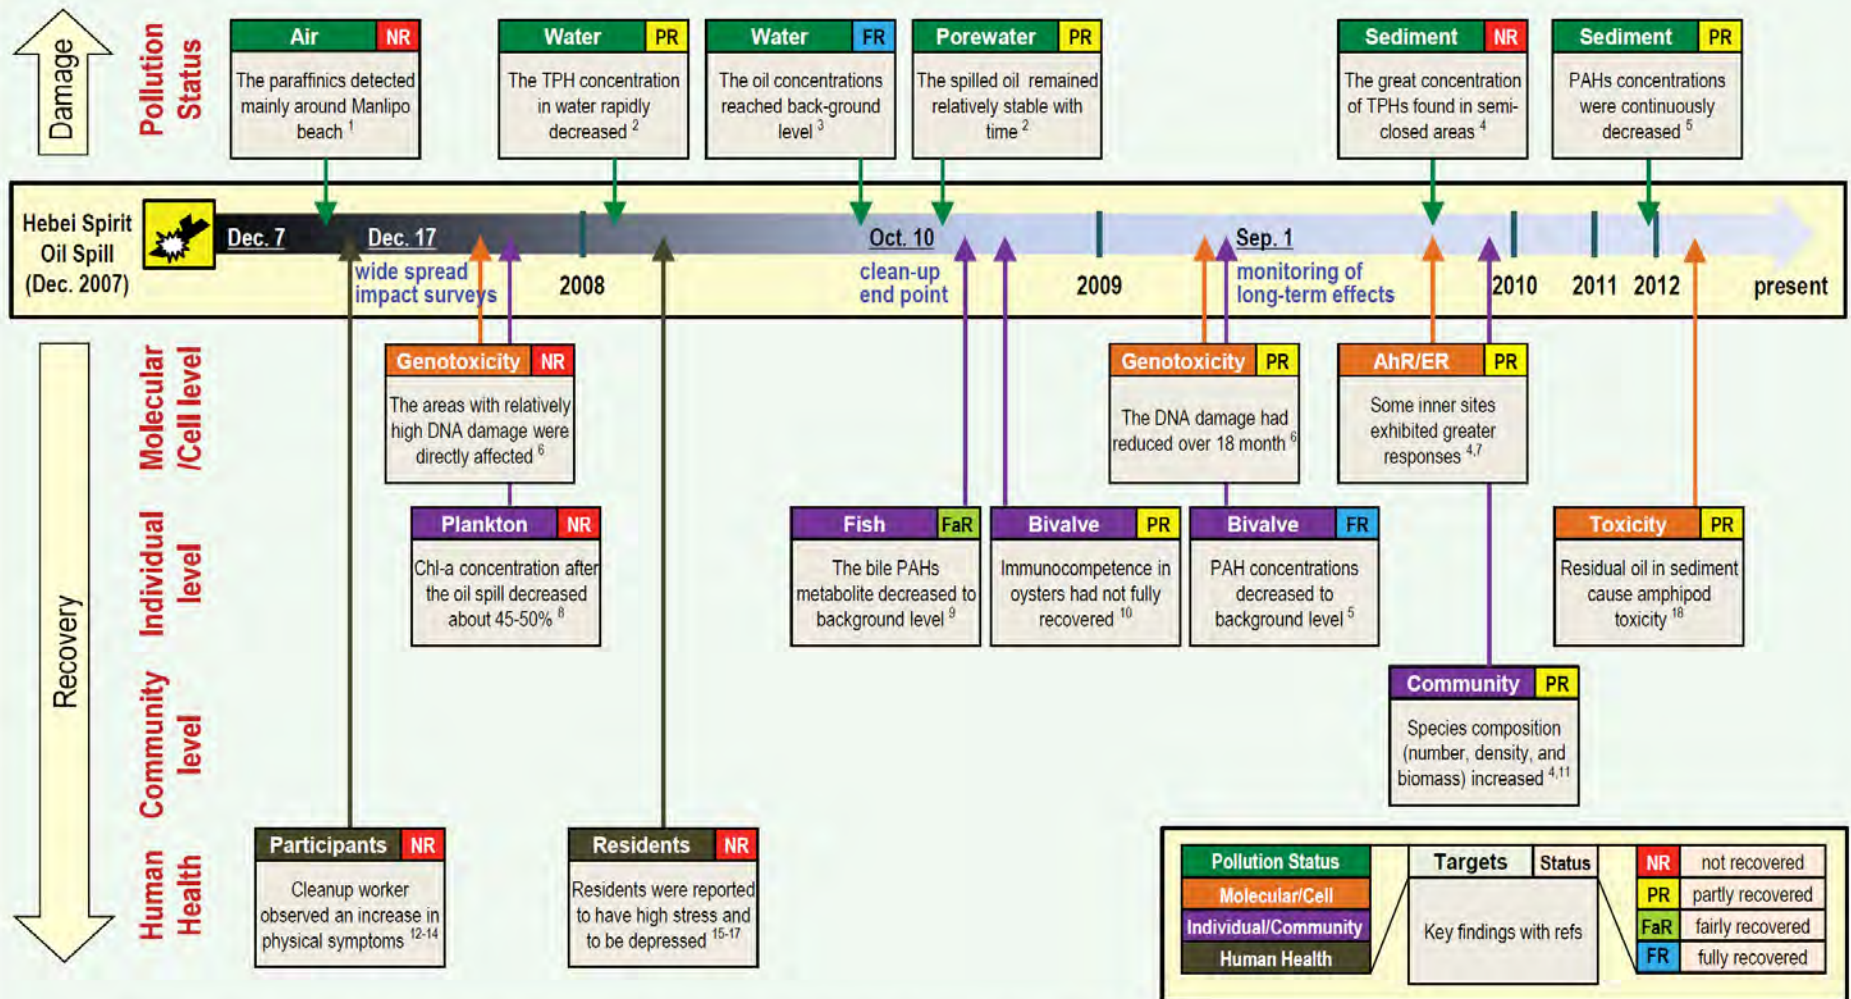 Damage
Pollution
Status
Air NR
The paraffinics detected
mainly around Manlipo
beach 1
Water PR
The TPH concentration
in water rapidly
decreased 2
Water FR
The oil concentrations
reached back-ground
level 3
Porewater PR
The spilled oil remained
relatively stable with
time 2
Sediment NR
The great concentration
of TPHs found in semi-
closed areas 4
Sediment PR
PAHs concentrations
were continuously
decreased 5
Hebei Spirit
Oil Spill
(Dec. 2007)
Dec. 7
Dec. 17
wide spread
impact surveys
2008
Oct. 10
clean-up
end point
2009
Sep. 1
monitoring of
long-term effects
2010
2011
2012
present
Recovery
Molecular
/Cell level
Genotoxicity NR
The areas with relatively
high DNA damage were
directly affected 6
Genotoxicity PR
The DNA damage had
reduced over 18 month 6
AhR/ER PR
Some inner sites
exhibited greater
responses 4,7
Individual
level
Plankton NR
Chl-a concentration after
the oil spill decreased
about 45-50% 8
Fish FaR
The bile PAHs
metabolite decreased to
background level 9
Bivalve PR
Immunocompetence in
oysters had not fully
recovered 10
Bivalve FR
PAH concentrations
decreased to
background level 5
Toxicity PR
Residual oil in sediment
cause amphipod
toxicity 18
Community
level
Community PR
Species composition
(number, density, and
biomass) increased 4,11
Human
Health
Participants NR
Cleanup worker
observed an increase in
physical symptoms 12-14
Residents NR
Residents were reported
to have high stress and
to be depressed 15-17
Pollution Status
Molecular/Cell
Individual/Community
Human Health
Targets Status
Key findings with refs
NR not recovered
PR partly recovered
FaR fairly recovered
FR fully recovered